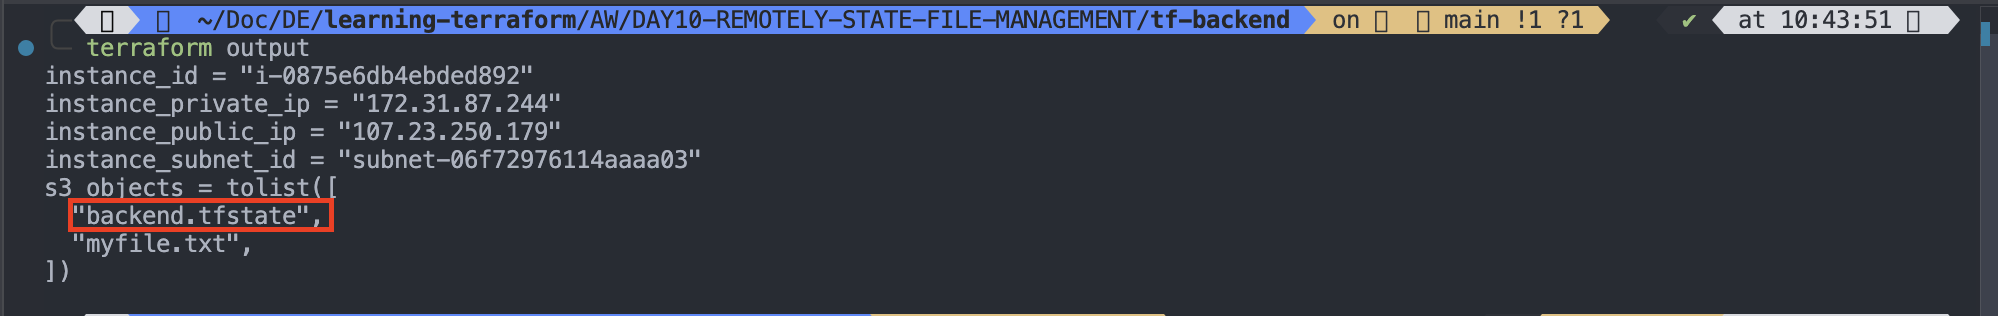 ~/Doc/DE/learning-terraform/AW/DAY10-REMOTELY-STATE-FILE-MANAGEMENT/tf-backend on main !1 ?1 ✔ at 10:43:51
terraform output
instance_id = "i-0875e6db4ebded892"
instance_private_ip = "172.31.87.244"
instance_public_ip = "107.23.250.179"
instance_subnet_id = "subnet-06f72976114aaaa03"
s3_objects = tolist([
"backend.tfstate",
"myfile.txt",
])